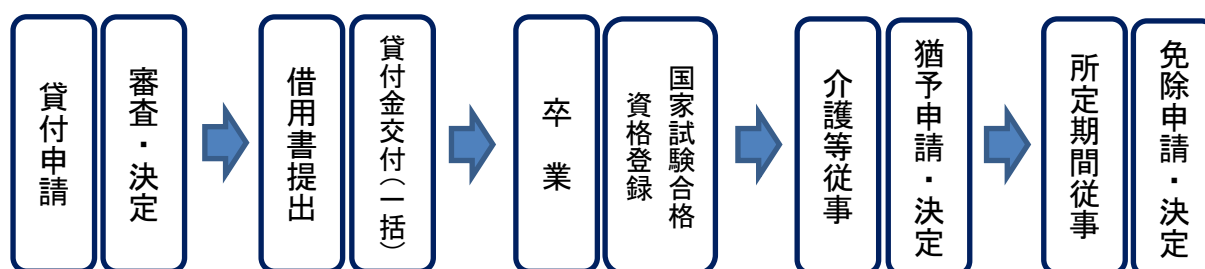 貸付申請
審査・決定
借用書提出
貸付金交付(一括)
卒業
国家試験合格
資格登録
介護等従事
猶予申請・決定
所定期間従事
免除申請・決定